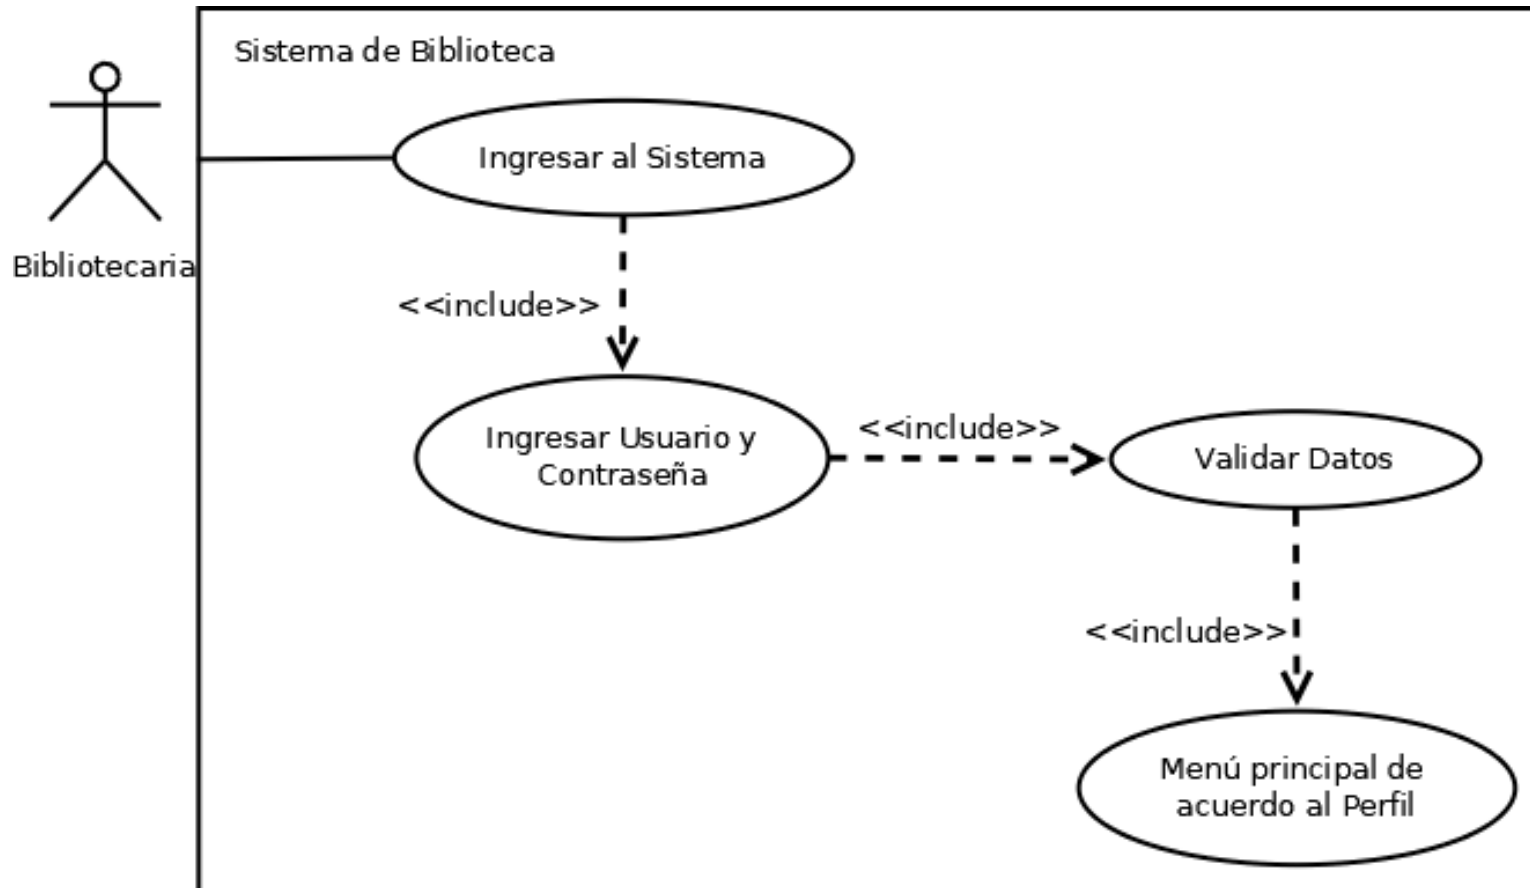 Sistema de Biblioteca
Ingresar al Sistema
Bibliotecaria
<<include>>
Ingresar Usuario y
Contraseña
<<include>>
Validar Datos
<<include>>
Menú principal de
acuerdo al Perfil